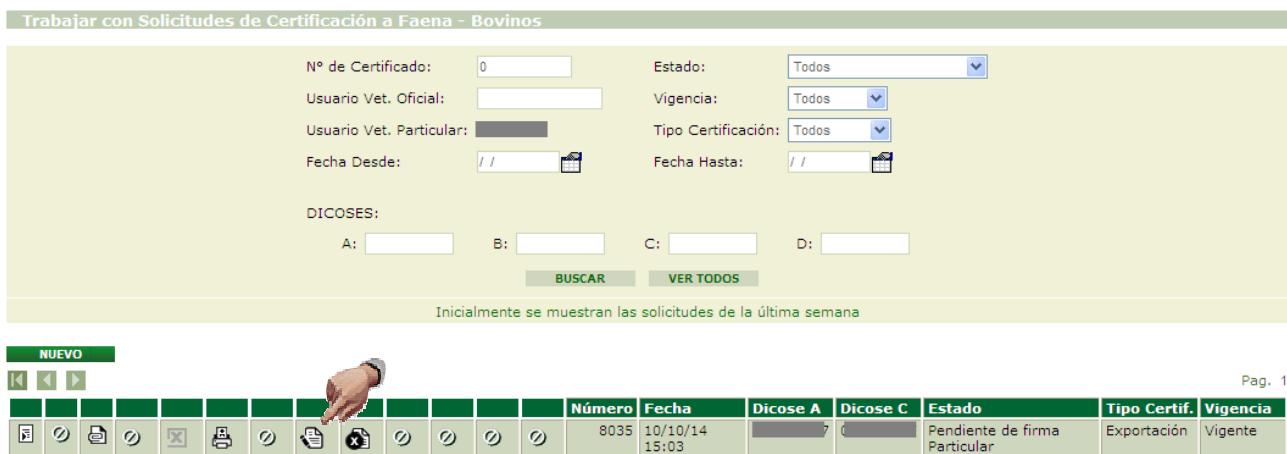 Trabajar con Solicitudes de Certificación a Faena - Bovinos
Nº de Certificado: 0 Estado: Todos
Usuario Vet. Oficial: Vigencia: Todos
Usuario Vet. Particular: Tipo Certificación: Todos
Fecha Desde: / / Fecha Hasta: / /
DICOSES:
A: B: C: D:
BUSCAR VER TODOS
Inicialmente se muestran las solicitudes de la última semana
NUEVO
Pag. 1
Número Fecha Dicose A Dicose C Estado Tipo Certif. Vigencia
8035 10/10/14 Pendiente de firma Exportación Vigente
15:03 Particular